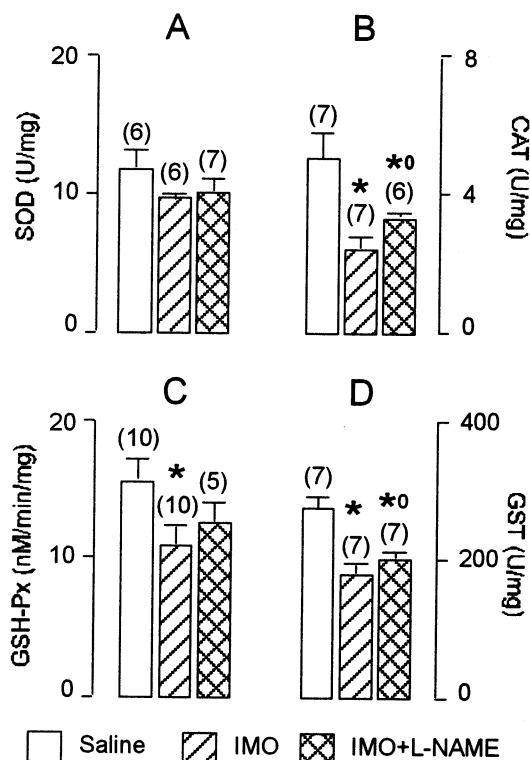 A
B
20
10
0
SOD (U/mg)
(6)
(6)
(7)
(7)
*
(7)
*o
(6)
8
4
0
CAT (U/mg)
C
D
20
10
0
GSH-Px (nM/min/mg)
(10)
*
(10)
(5)
(7)
*
(7)
*o
(7)
400
200
0
GST (U/mg)
Saline IMO IMO+L-NAME